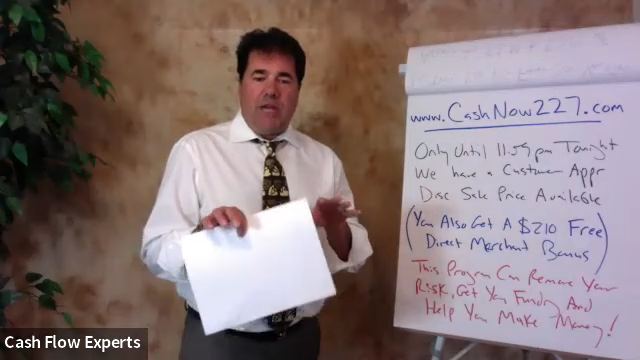 www.CashNow227.com
Only Until 11:59pm Tonight
We have a Customer Appr
Disc Sale Price Available
(You Also Get A $210 Free
Direct Merchant Bonus)
This Program Can Remove Your
Risk, Get You Funding And
Help You Make Money!
Cash Flow Experts